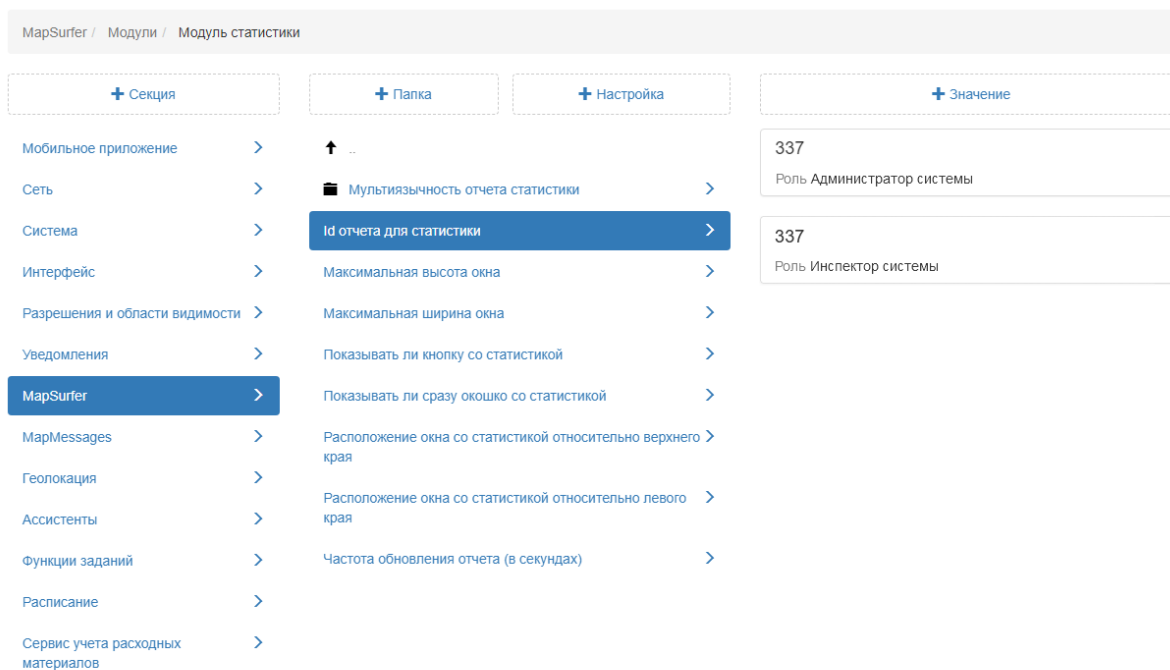 MapSurfer / Модули / Модуль статистики
+ Секция
+ Папка
+ Настройка
+ Значение
Мобильное приложение
Сеть
Система
Интерфейс
Разрешения и области видимости
Уведомления
MapSurfer
MapMessages
Геолокация
Ассистенты
Функции заданий
Расписание
Сервис учета расходных
материалов
..
Мультиязычность отчета статистики
Id отчета для статистики
Максимальная высота окна
Максимальная ширина окна
Показывать ли кнопку со статистикой
Показывать ли сразу окошко со статистикой
Расположение окна со статистикой относительно верхнего
края
Расположение окна со статистикой относительно левого
края
Частота обновления отчета (в секундах)
337
Роль Администратор системы
337
Роль Инспектор системы